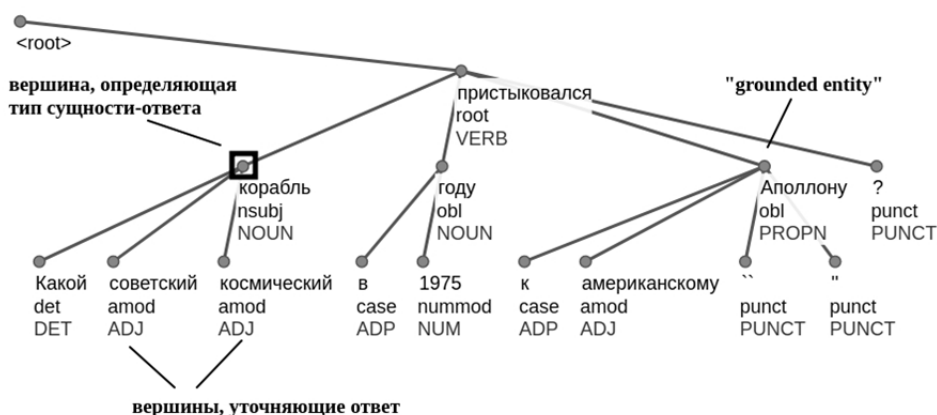 <root>
вершина, определяющая
тип сущности-ответа
"grounded entity"
пристыковался
root
VERB
корабль
nsubj
NOUN
году
obl
NOUN
Аполлону
obl
PROPN
?
punct
PUNCT
Какой
det
DET
советский
amod
ADJ
космический
amod
ADJ
в
case
ADP
1975
nummod
NUM
к
case
ADP
американскому
amod
ADJ
``
punct
PUNCT
''
punct
PUNCT
вершины, уточняющие ответ